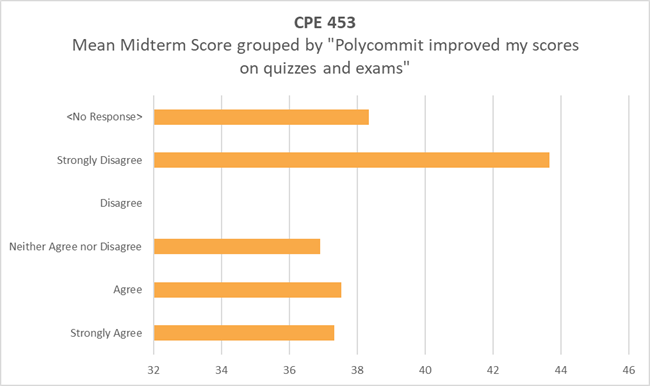 CPE 453
Mean Midterm Score grouped by "Polycommit improved my scores
on quizzes and exams"
<No Response>
Strongly Disagree
Disagree
Neither Agree nor Disagree
Agree
Strongly Agree
32 34 36 38 40 42 44 46